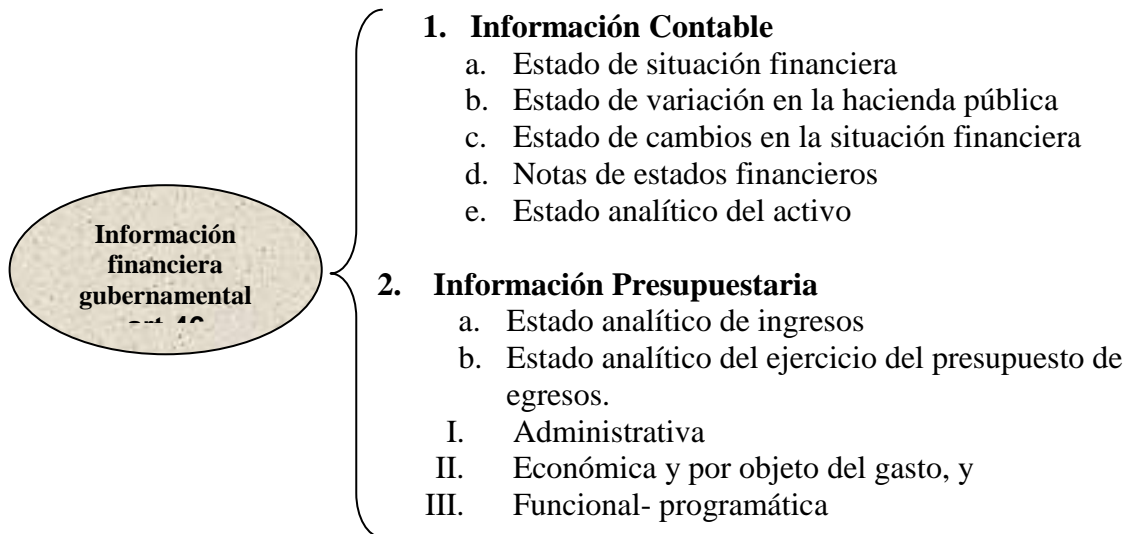 1. Información Contable
a. Estado de situación financiera
b. Estado de variación en la hacienda pública
c. Estado de cambios en la situación financiera
d. Notas de estados financieros
e. Estado analítico del activo
Información
financiera
gubernamental
2. Información Presupuestaria
a. Estado analítico de ingresos
b. Estado analítico del ejercicio del presupuesto de
egresos.
I. Administrativa
II. Económica y por objeto del gasto, y
III. Funcional- programática